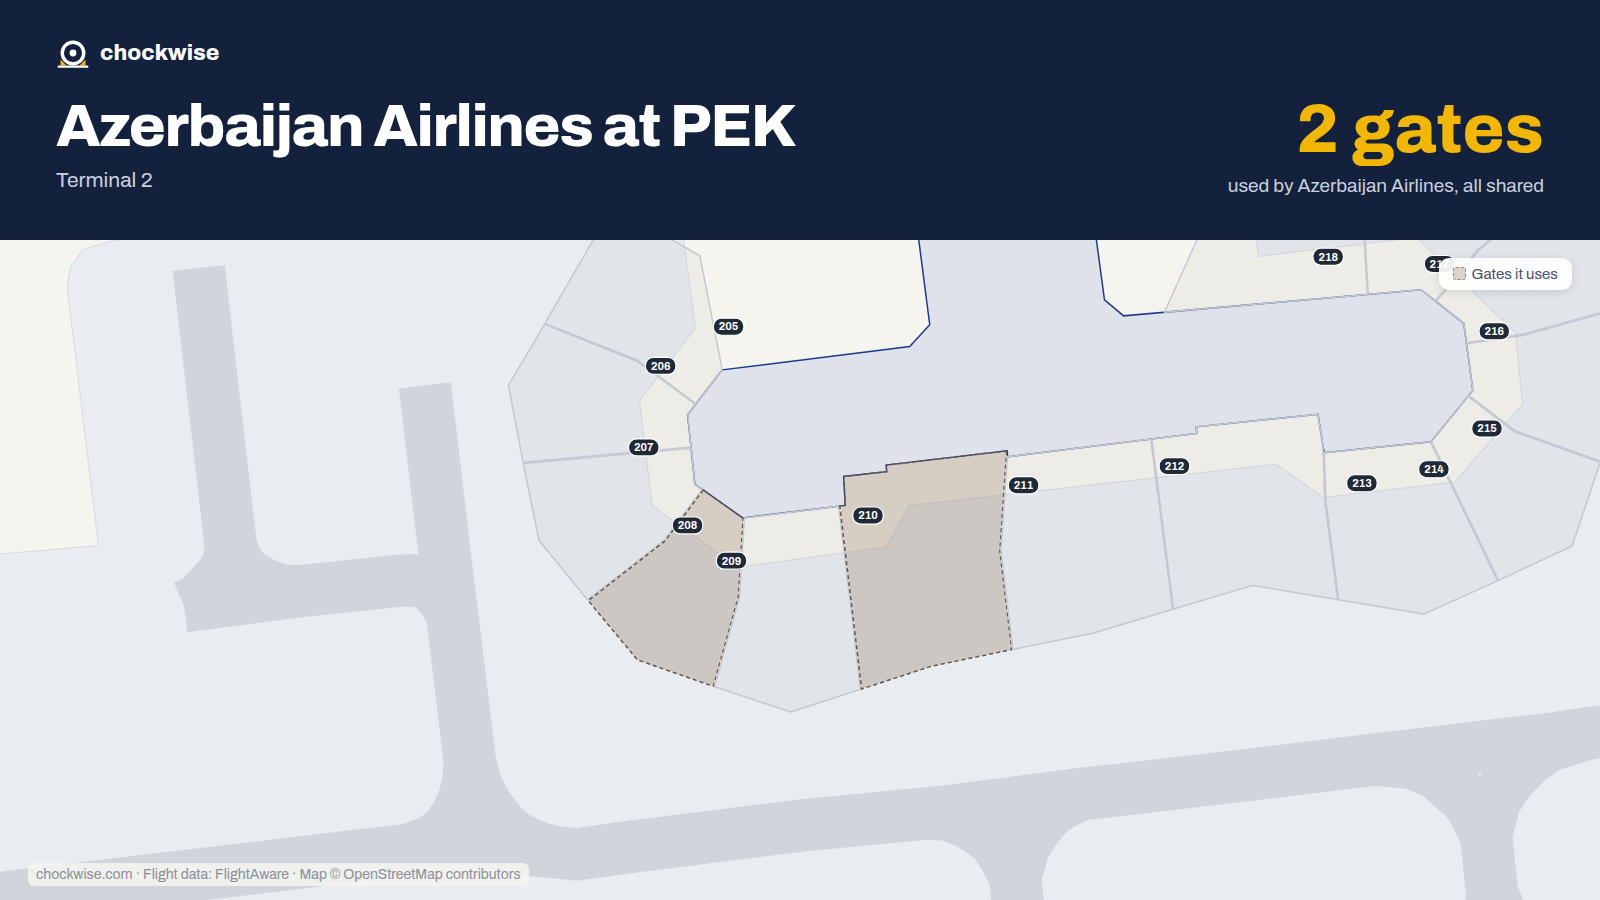 chockwise
Azerbaijan Airlines at PEK
Terminal 2
2 gates
used by Azerbaijan Airlines, all shared
218
Gates it uses
205
216
206
215
207
212
214
213
211
210
208
209
chockwise.com · Flight data: FlightAware · Map © OpenStreetMap contributors